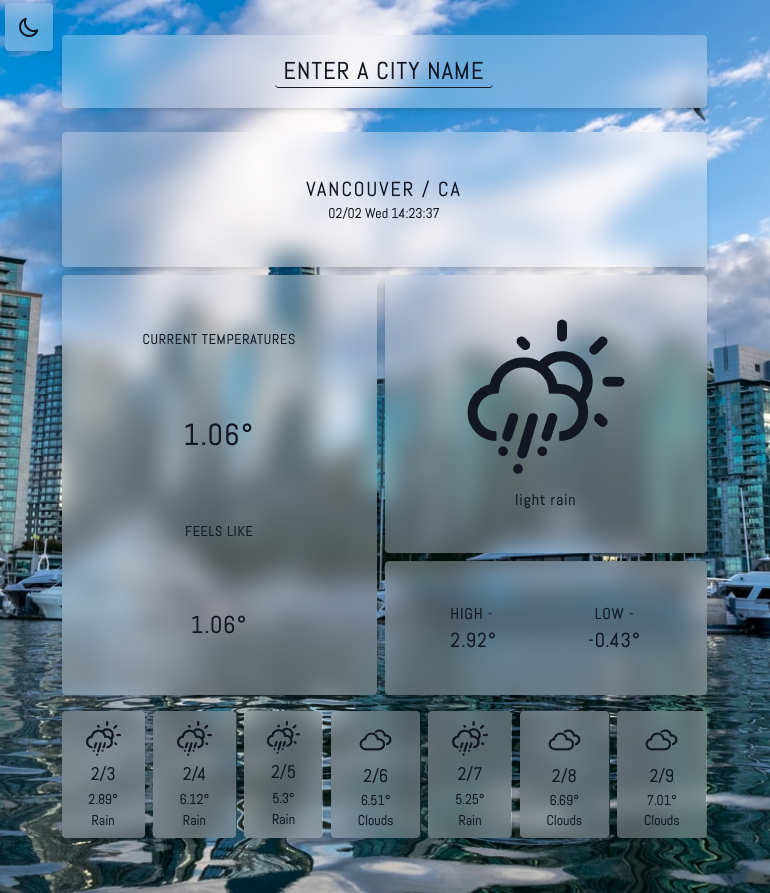 ENTER A CITY NAME
VANCOUVER / CA
02/02 Wed 14:23:37
CURRENT TEMPERATURES
1.06°
FEELS LIKE
1.06°
light rain
HIGH -
2.92°
LOW -
-0.43°
2/3
2.89°
Rain
2/4
6.12°
Rain
2/5
5.3°
Rain
2/6
6.51°
Clouds
2/7
5.25°
Rain
2/8
6.69°
Clouds
2/9
7.01°
Clouds